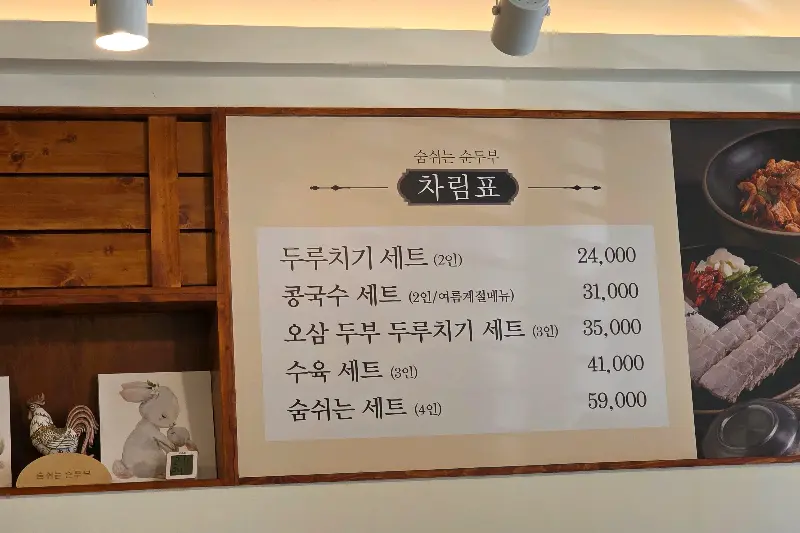 숨쉬는 순두부
차림표
두루치기 세트 (2인) 24,000
콩국수 세트 (2인/여름계절메뉴) 31,000
오삼 두부 두루치기 세트 (3인) 35,000
수육 세트 (3인) 41,000
숨쉬는 세트 (4인) 59,000
숨쉬는 순두부